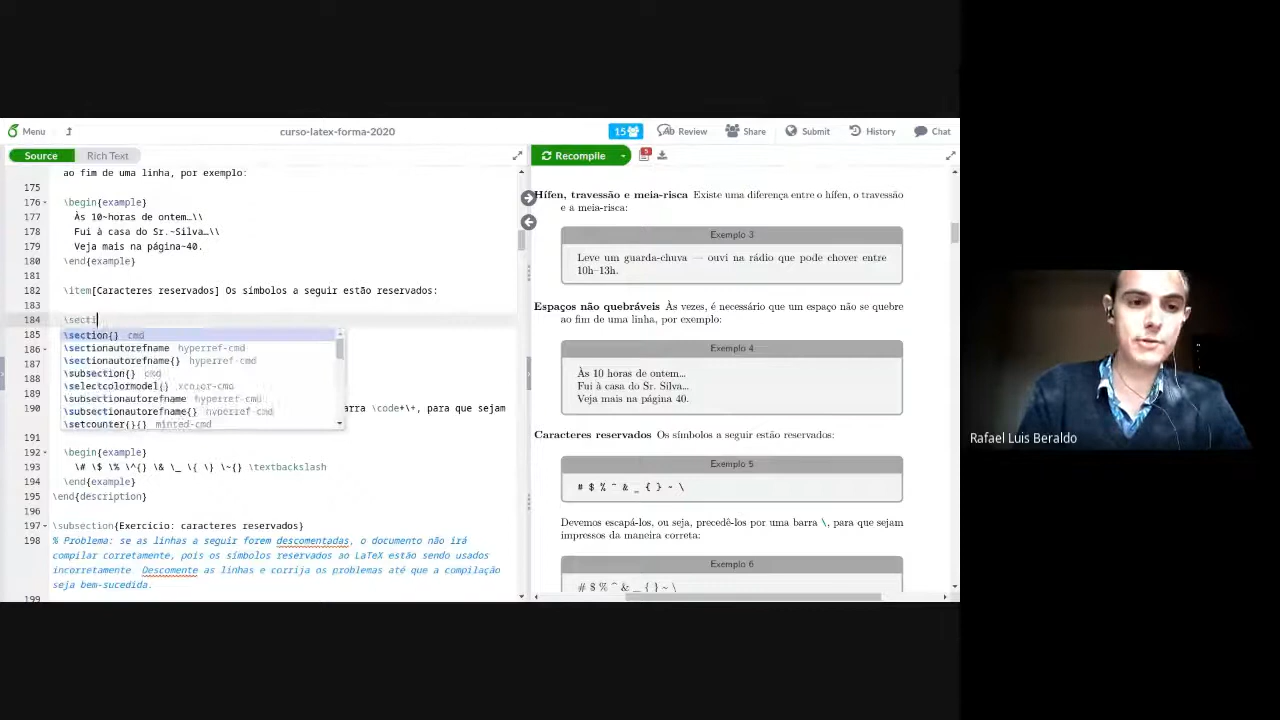 Menu
curso-latex-forma-2020
15
Review
Share
Submit
History
Chat
Source
Rich Text
Recompile
5
ao fim de uma linha, por exemplo:
175
176 \begin{example}
177 Às 10~horas de ontem…\\
178 Fui à casa do Sr.~Silva…\\
179 Veja mais na página~40.
180 \end{example}
181
182 \item[Caracteres reservados] Os símbolos a seguir estão reservados:
183
184 \secti
185 \section{} cmd
186 \sectionautorefname hyperref-cmd
187 \sectionautorefname{} hyperref-cmd
\subsection{} cmd
188 \selectcolormodel{} xcolor-cmd
189 \subsectionautorefname hyperref-cmd
190 \subsectionautorefname{} hyperref-cmd
arra \code+\+, para que sejam
\setcounter{}{} minted-cmd
191
192 \begin{example}
193 \# \$ \% \^{} \& \_ \{ \} \~{} \textbackslash
194 \end{example}
195 \end{description}
196
197 \subsection{Exercício: caracteres reservados}
198 % Problema: se as linhas a seguir forem descomentadas, o documento não irá
compilar corretamente, pois os símbolos reservados ao LaTeX estão sendo usados
incorretamente Descomente as linhas e corrija os problemas até que a compilação
seja bem-sucedida.
199
Hífen, travessão e meia-risca Existe uma diferença entre o hífen, o travessão
e a meia-risca:
Exemplo 3
Leve um guarda-chuva — ouvi na rádio que pode chover entre
10h–13h.
Espaços não quebráveis Às vezes, é necessário que um espaço não se quebre
ao fim de uma linha, por exemplo:
Exemplo 4
Às 10 horas de ontem…
Fui à casa do Sr. Silva…
Veja mais na página 40.
Caracteres reservados Os símbolos a seguir estão reservados:
Exemplo 5
# $ % ^ & _ { } ~ \
Devemos escapá-los, ou seja, precedê-los por uma barra \, para que sejam
impressos da maneira correta:
Exemplo 6
# $ % ^ & _ { } ~ \
Rafael Luis Beraldo